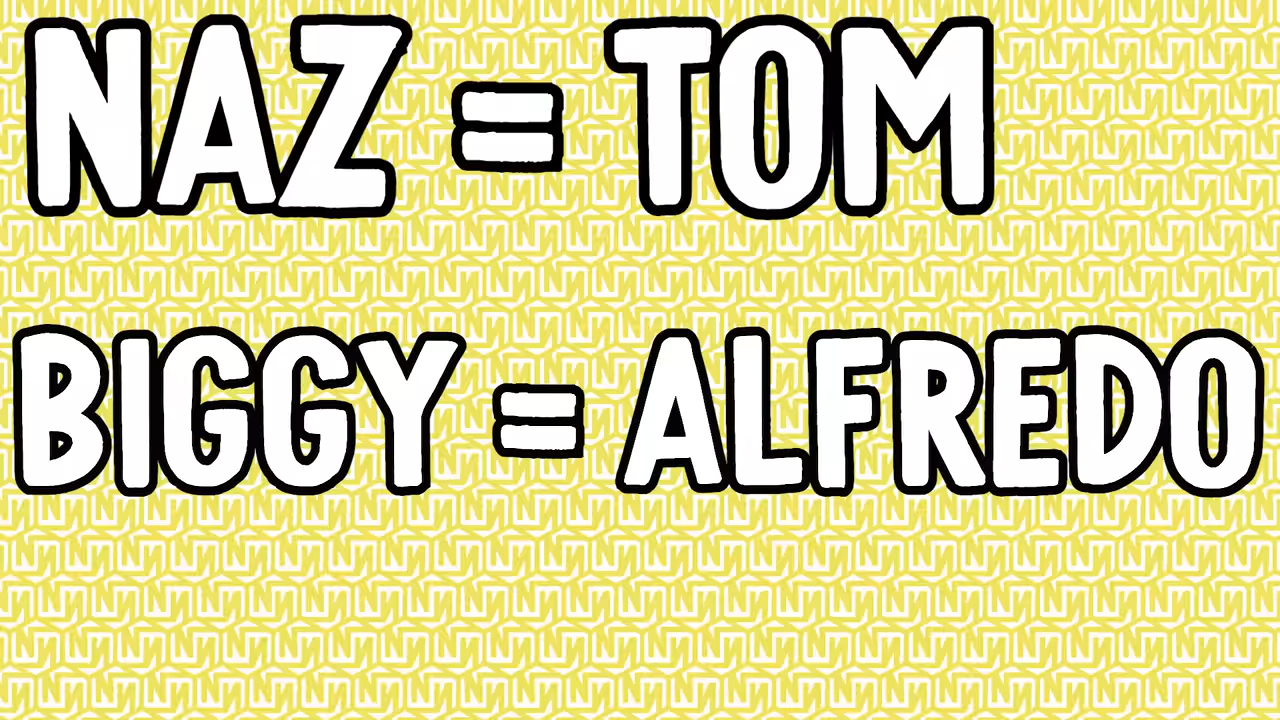 NAZ = TOM
BIGGY = ALFREDO